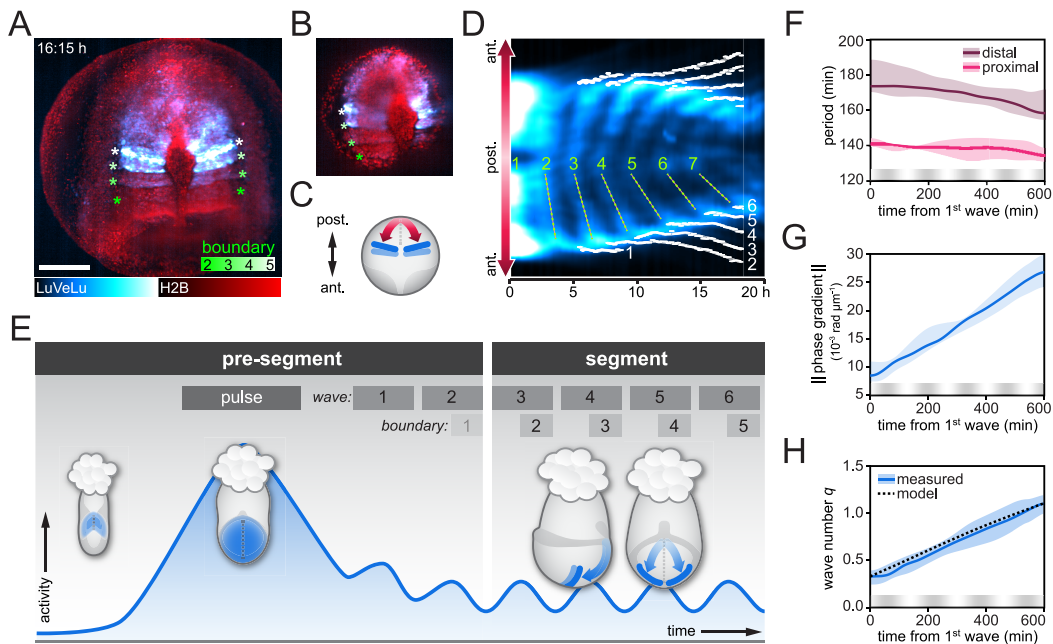 A
16:15 h
*
*
*
*
*
*
boundary
2 3 4 5
LuVeLu
H2B
B
*
*
*
*
C
post.
ant.
D
ant.
post.
ant.
1 2 3 4 5 6 7
1
6
5
4
3
2
0 5 10 15 20 h
E
pre-segment
segment
pulse
wave: 1 2 3 4 5 6
boundary: 1 2 3 4 5
activity
time
F
period (min)
200
180
160
140
120
distal
proximal
0 200 400 600
time from 1st wave (min)
G
||phase gradient||
(10-3 rad µm-1)
30
25
20
15
10
5
0 200 400 600
time from 1st wave (min)
H
wave number q
1.5
1.0
0.5
0.0
measured
model
0 200 400 600
time from 1st wave (min)